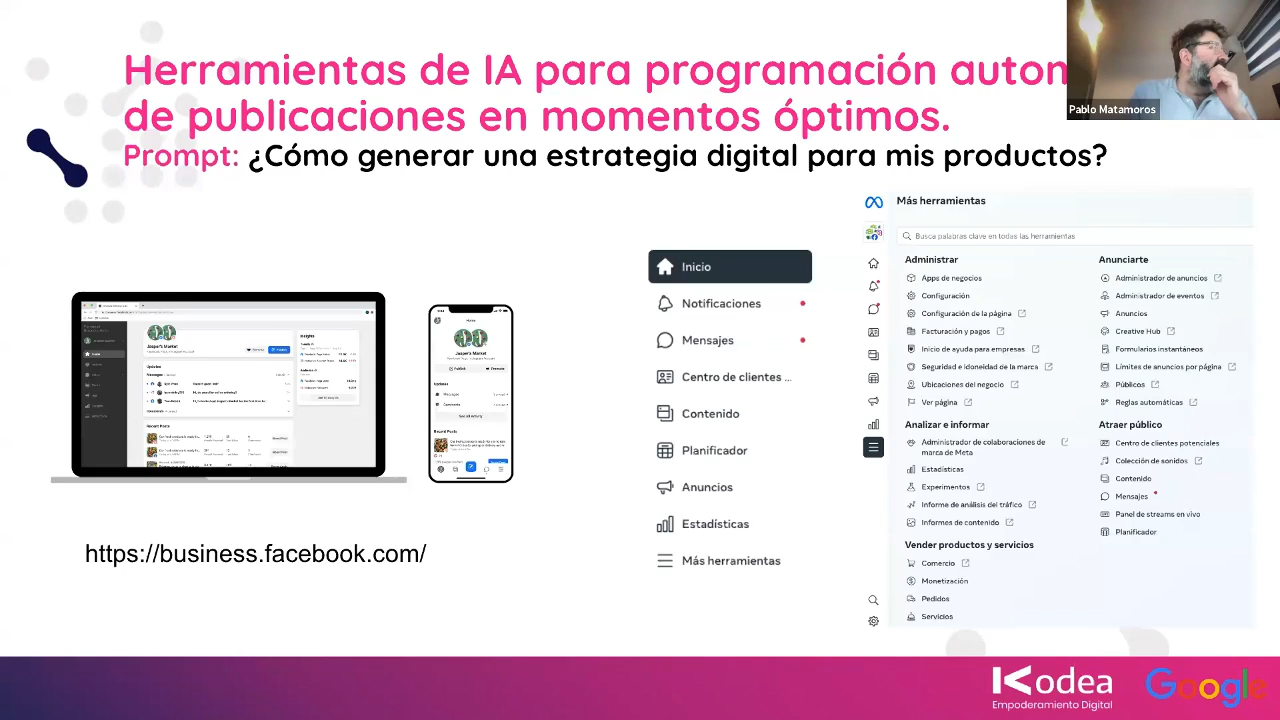 Herramientas de IA para programación autom
de publicaciones en momentos óptimos.
Prompt: ¿Cómo generar una estrategia digital para mis productos?
Pablo Matamoros
Jasper's Market
https://business.facebook.com/
Inicio
Notificaciones
Mensajes
Centro de clientes ...
Contenido
Planificador
Anuncios
Estadísticas
Más herramientas
Más herramientas
Busca palabras clave en todas las herramientas
Administrar
Apps de negocios
Configuración
Configuración de la página
Facturación y pagos
Inicio de ayuda para empresas
Seguridad e idoneidad de la marca
Ubicaciones del negocio
Ver página
Analizar e informar
Administrador de colaboraciones de
marca de Meta
Estadísticas
Experimentos
Informe de análisis del tráfico
Informes de contenido
Vender productos y servicios
Comercio
Monetización
Pedidos
Servicios
Anunciarte
Administrador de anuncios
Administrador de eventos
Anuncios
Creative Hub
Formularios instantáneos
Límites de anuncios por página
Públicos
Reglas automáticas
Atraer público
Centro de clientes potenciales
Colección de sonidos
Contenido
Mensajes
Panel de streams en vivo
Planificador
Kodea
Empoderamiento Digital
Google